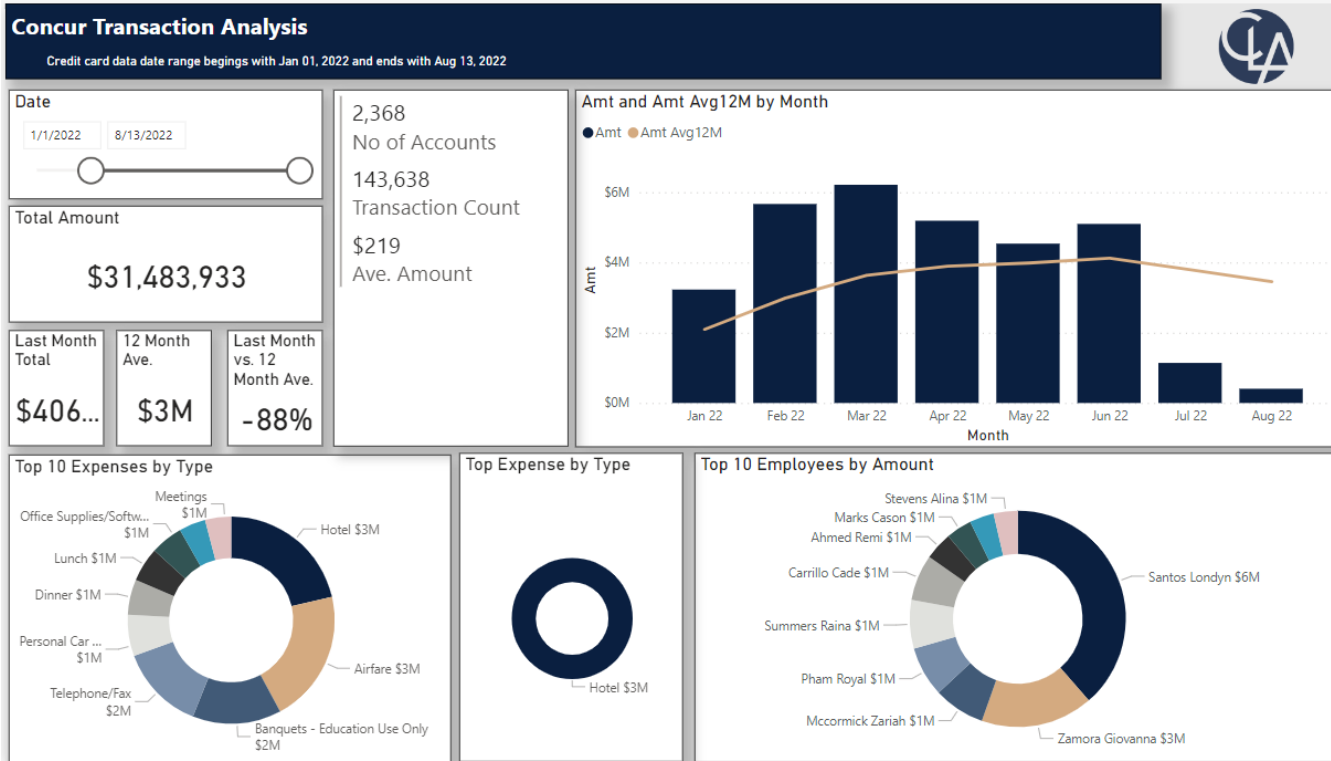 Concur Transaction Analysis
Credit card data date range begings with Jan 01, 2022 and ends with Aug 13, 2022
CLA
Date
1/1/2022
8/13/2022
Total Amount
$31,483,933
Last Month
Total
$406...
12 Month
Ave.
$3M
Last Month
vs. 12
Month Ave.
-88%
2,368
No of Accounts
143,638
Transaction Count
$219
Ave. Amount
Amt and Amt Avg12M by Month
Amt
Amt Avg12M
Amt
$6M
$4M
$2M
$0M
Jan 22
Feb 22
Mar 22
Apr 22
May 22
Jun 22
Jul 22
Aug 22
Month
Top 10 Expenses by Type
Hotel $3M
Airfare $3M
Banquets - Education Use Only
$2M
Telephone/Fax
$2M
Personal Car ...
$1M
Dinner $1M
Lunch $1M
Office Supplies/Softw...
$1M
Meetings
$1M
Top Expense by Type
Hotel $3M
Top 10 Employees by Amount
Santos Londyn $6M
Zamora Giovanna $3M
Mccormick Zariah $1M
Pham Royal $1M
Summers Raina $1M
Carrillo Cade $1M
Ahmed Remi $1M
Marks Cason $1M
Stevens Alina $1M